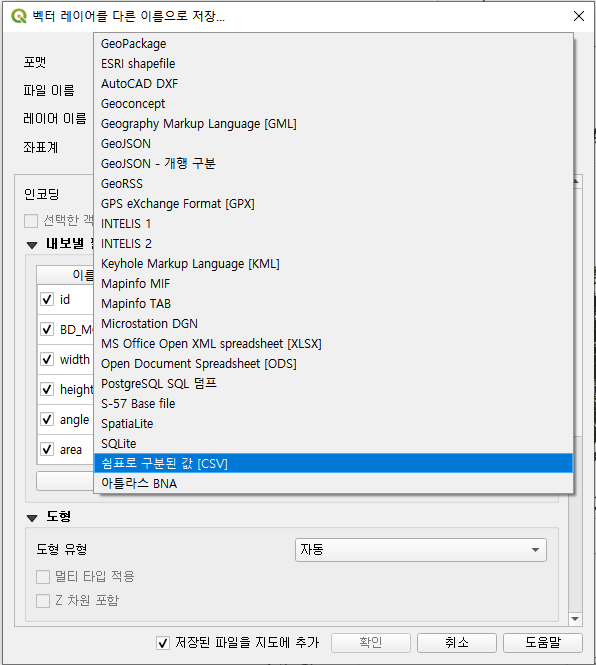 벡터 레이어를 다른 이름으로 저장...
포맷
파일 이름
레이어 이름
좌표계
GeoPackage
ESRI shapefile
AutoCAD DXF
Geoconcept
Geography Markup Language [GML]
GeoJSON
GeoJSON - 개행 구분
GeoRSS
GPS eXchange Format [GPX]
INTELIS 1
INTELIS 2
Keyhole Markup Language [KML]
Mapinfo MIF
Mapinfo TAB
Microstation DGN
MS Office Open XML spreadsheet [XLSX]
Open Document Spreadsheet [ODS]
PostgreSQL SQL 덤프
S-57 Base file
SpatiaLite
SQLite
쉼표로 구분된 값 [CSV]
아틀라스 BNA
인코딩
선택한
내보낼
이름
id
width
height
angle
area
도형
도형 유형 자동
멀티 타입 적용
Z 차원 포함
저장된 파일을 지도에 추가 확인 취소 도움말